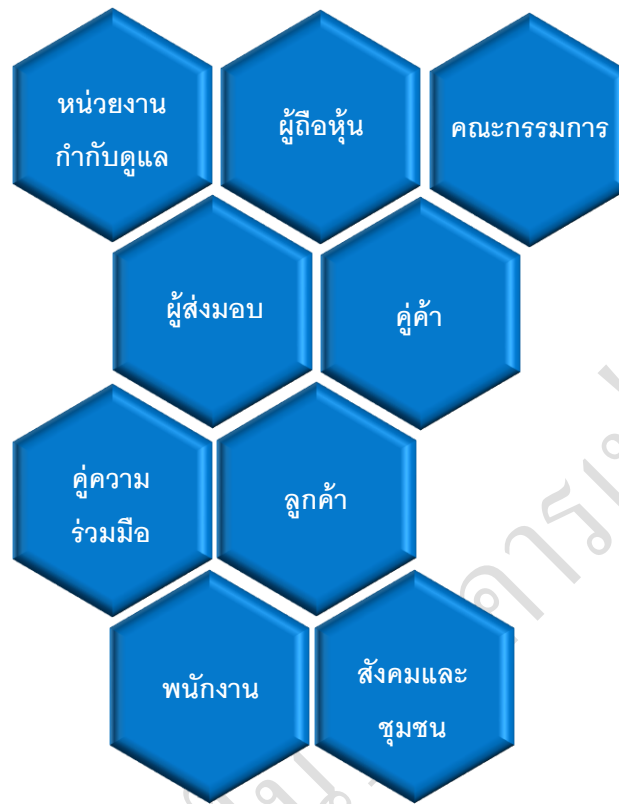 หน่วยงาน
กำกับดูแล
ผู้ถือหุ้น
คณะกรรมการ
ผู้ส่งมอบ
คู่ค้า
คู่ความ
ร่วมมือ
ลูกค้า
พนักงาน
สังคมและ
ชุมชน